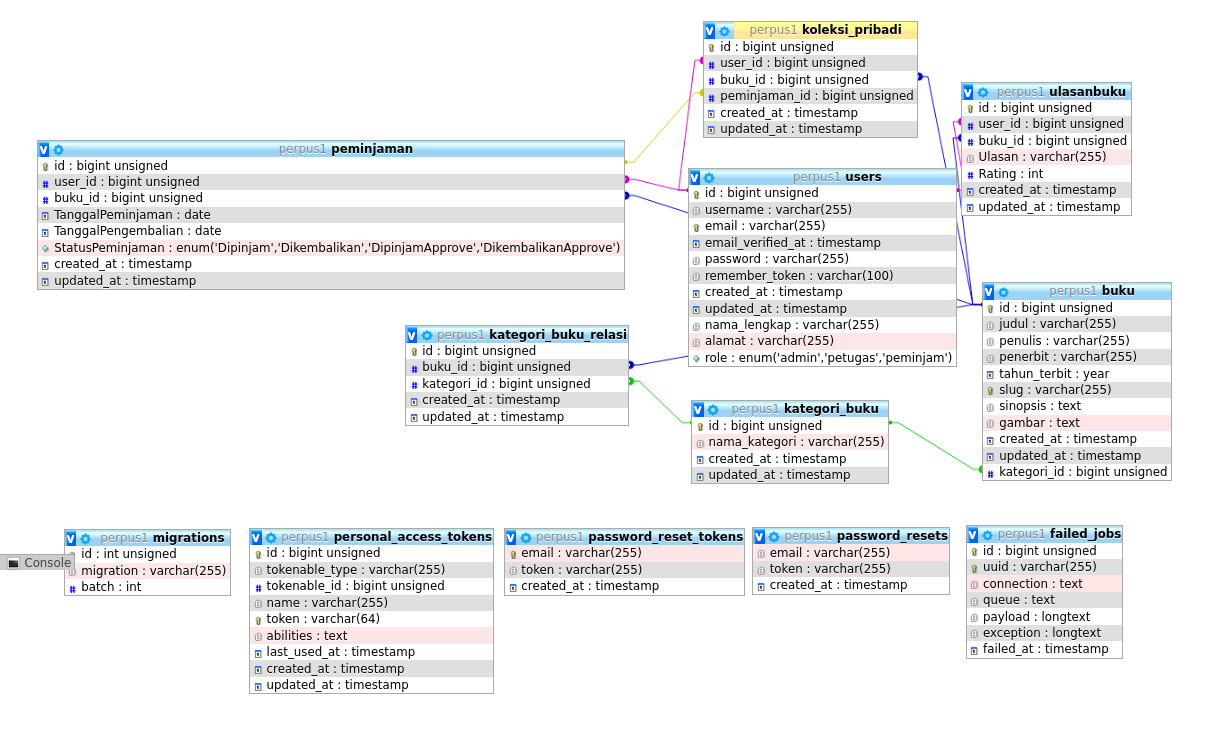 perpus1 koleksi_pribadi
id : bigint unsigned
user_id : bigint unsigned
buku_id : bigint unsigned
peminjaman_id : bigint unsigned
created_at : timestamp
updated_at : timestamp
perpus1 ulasanbuku
id : bigint unsigned
user_id : bigint unsigned
buku_id : bigint unsigned
Ulasan : varchar(255)
Rating : int
created_at : timestamp
updated_at : timestamp
perpus1 peminjaman
id : bigint unsigned
user_id : bigint unsigned
buku_id : bigint unsigned
TanggalPeminjaman : date
TanggalPengembalian : date
StatusPeminjaman : enum('Dipinjam','Dikembalikan','DipinjamApprove','DikembalikanApprove')
created_at : timestamp
updated_at : timestamp
perpus1 users
id : bigint unsigned
username : varchar(255)
email : varchar(255)
email_verified_at : timestamp
password : varchar(255)
remember_token : varchar(100)
created_at : timestamp
updated_at : timestamp
nama_lengkap : varchar(255)
alamat : varchar(255)
role : enum('admin','petugas','peminjam')
perpus1 buku
id : bigint unsigned
judul : varchar(255)
penulis : varchar(255)
penerbit : varchar(255)
tahun_terbit : year
slug : varchar(255)
sinopsis : text
gambar : text
created_at : timestamp
updated_at : timestamp
kategori_id : bigint unsigned
perpus1 kategori_buku_relasi
id : bigint unsigned
buku_id : bigint unsigned
kategori_id : bigint unsigned
created_at : timestamp
updated_at : timestamp
perpus1 kategori_buku
id : bigint unsigned
nama_kategori : varchar(255)
created_at : timestamp
updated_at : timestamp
perpus1 migrations
id : int unsigned
migration : varchar(255)
batch : int
Console
perpus1 personal_access_tokens
id : bigint unsigned
tokenable_type : varchar(255)
tokenable_id : bigint unsigned
name : varchar(255)
token : varchar(64)
abilities : text
last_used_at : timestamp
created_at : timestamp
updated_at : timestamp
perpus1 password_reset_tokens
email : varchar(255)
token : varchar(255)
created_at : timestamp
perpus1 password_resets
email : varchar(255)
token : varchar(255)
created_at : timestamp
perpus1 failed_jobs
id : bigint unsigned
uuid : varchar(255)
connection : text
queue : text
payload : longtext
exception : longtext
failed_at : timestamp